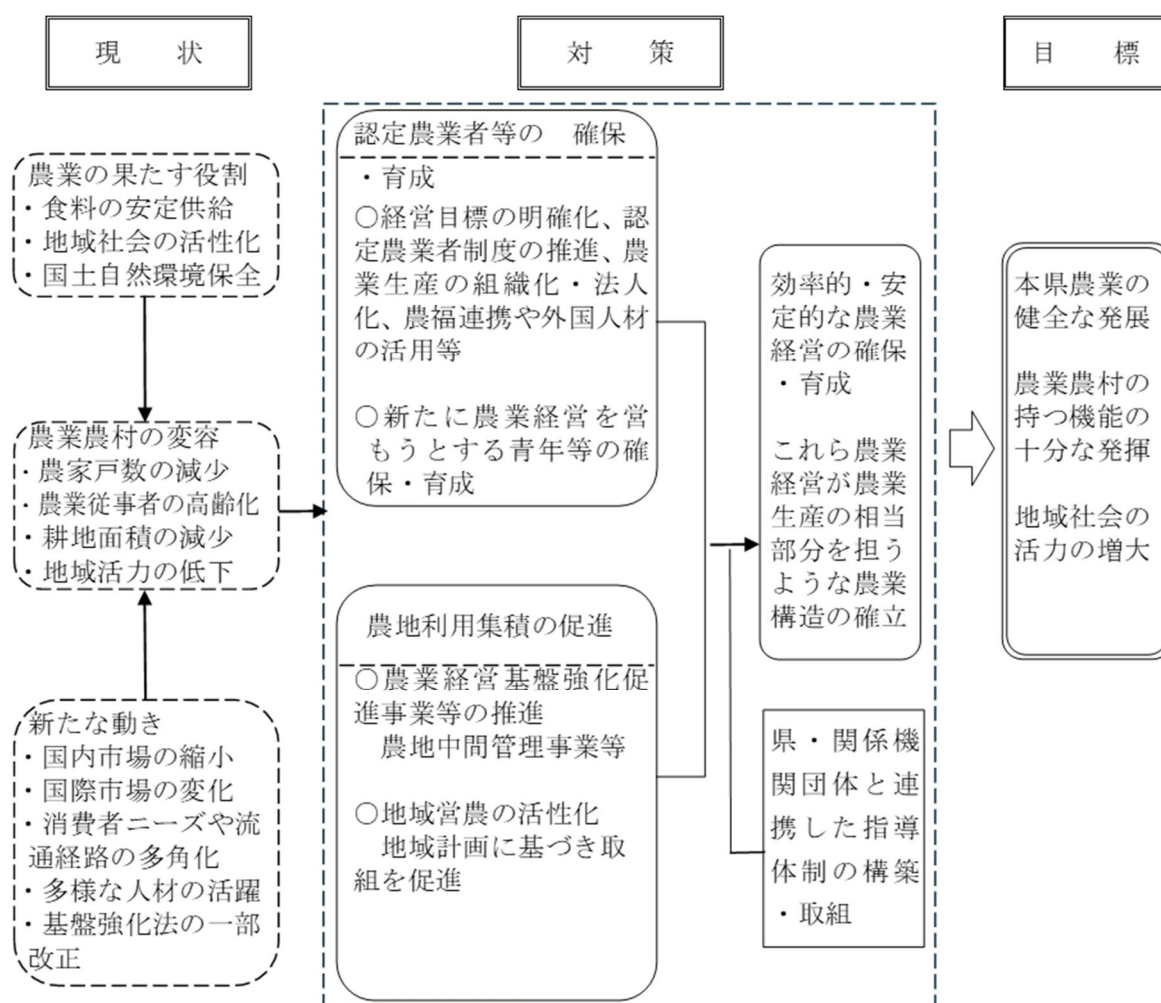 現 状
対 策
目 標
農業の果たす役割
・食料の安定供給
・地域社会の活性化
・国土自然環境保全
農業農村の変容
・農家戸数の減少
・農業従事者の高齢化
・耕地面積の減少
・地域活力の低下
新たな動き
・国内市場の縮小
・国際市場の変化
・消費者ニーズや流
通経路の多角化
・多様な人材の活躍
・基盤強化法の一部
改正
認定農業者等の 確保
・育成
○経営目標の明確化、認
定農業者制度の推進、農
業生産の組織化・法人
化、農福連携や外国人材
の活用等
○新たに農業経営を営
もうとする青年等の確
保・育成
農地利用集積の促進
○農業経営基盤強化促
進事業等の推進
農地中間管理事業等
○地域営農の活性化
地域計画に基づき取
組を促進
効率的・安
定的な農業
経営の確保
・育成
これら農業
経営が農業
生産の相当
部分を担う
ような農業
構造の確立
県・関係機
関団体と連
携した指導
体制の構築
・取組
本県農業の
健全な発展
農業農村の
持つ機能の
十分な発揮
地域社会の
活力の増大